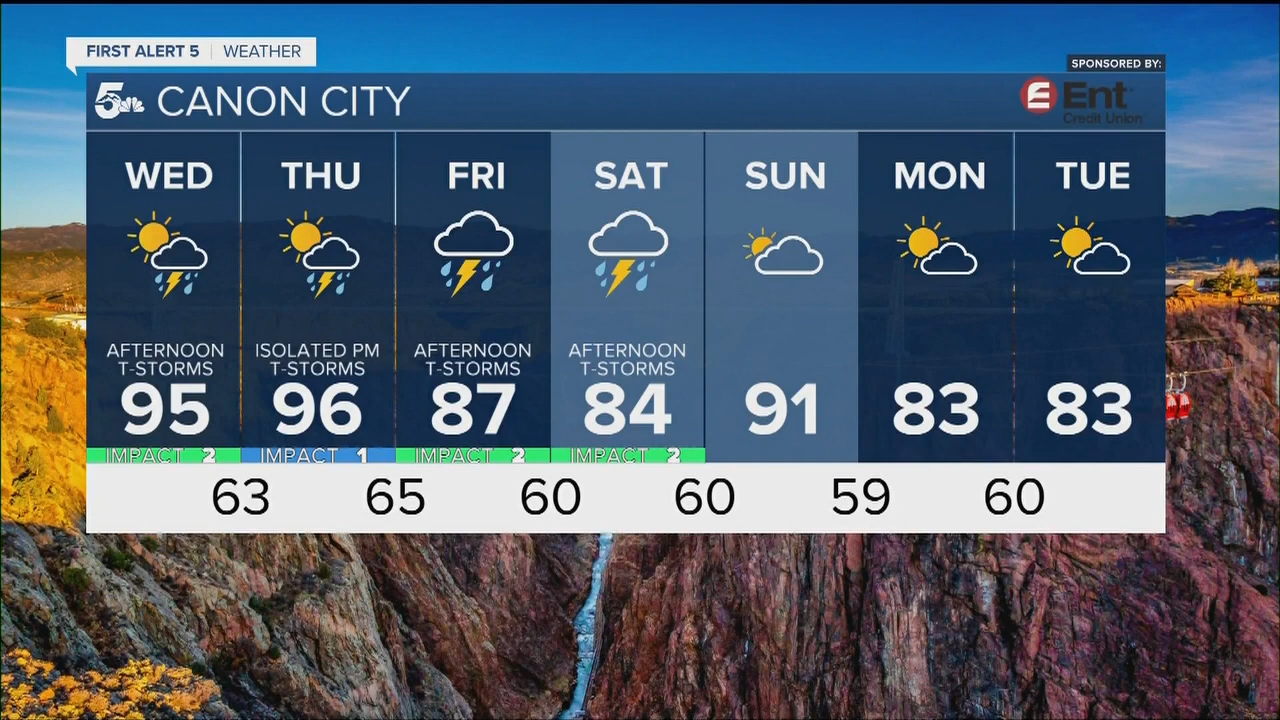 FIRST ALERT 5 | WEATHER
SPONSORED BY:
5 CANON CITY
Ent
Credit Union
WED THU FRI SAT SUN MON TUE
AFTERNOON ISOLATED PM AFTERNOON AFTERNOON
T-STORMS T-STORMS T-STORMS T-STORMS
95 96 87 84 91 83 83
IMPACT 2 IMPACT 1 IMPACT 2 IMPACT 2
63 65 60 60 59 60